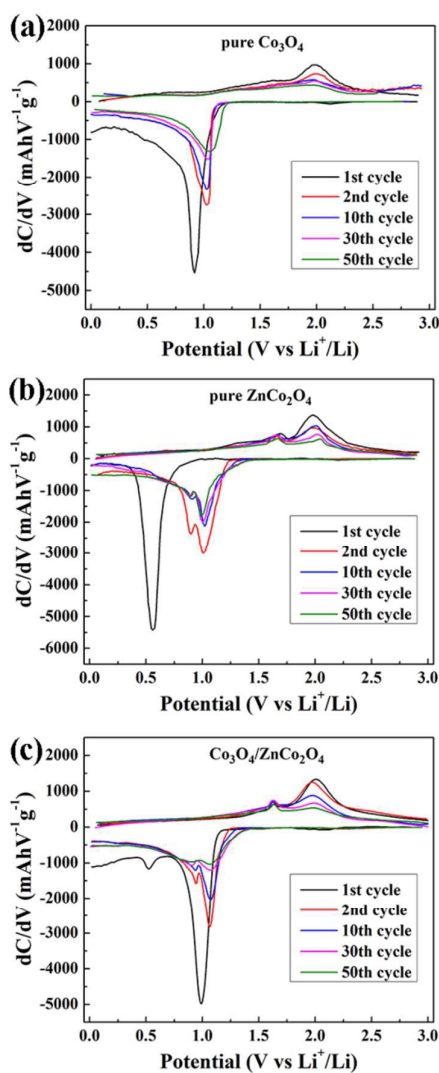 (a)
pure Co₃O₄
2000
1000
0
-1000
-2000
-3000
-4000
-5000
dC/dV (mAhV⁻¹g⁻¹)
1st cycle
2nd cycle
10th cycle
30th cycle
50th cycle
0.0 0.5 1.0 1.5 2.0 2.5 3.0
Potential (V vs Li⁺/Li)
(b)
pure ZnCo₂O₄
2000
1000
0
-1000
-2000
-3000
-4000
-5000
-6000
dC/dV (mAhV⁻¹g⁻¹)
1st cycle
2nd cycle
10th cycle
30th cycle
50th cycle
0.0 0.5 1.0 1.5 2.0 2.5 3.0
Potential (V vs Li⁺/Li)
(c)
Co₃O₄/ZnCo₂O₄
2000
1000
0
-1000
-2000
-3000
-4000
-5000
dC/dV (mAhV⁻¹g⁻¹)
1st cycle
2nd cycle
10th cycle
30th cycle
50th cycle
0.0 0.5 1.0 1.5 2.0 2.5 3.0
Potential (V vs Li⁺/Li)